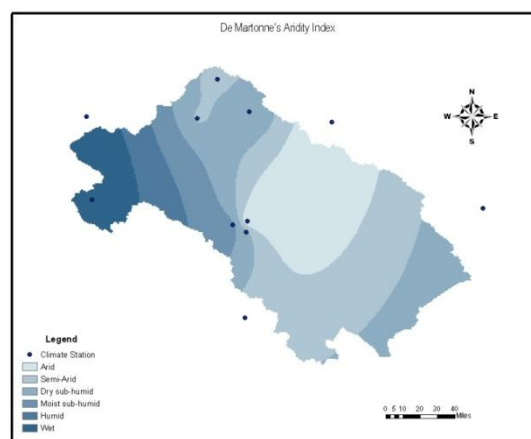 De Martonne's Aridity Index
N
W E
S
Legend
Climate Station
Arid
Semi-Arid
Dry sub-humid
Moist sub-humid
Humid
Wet
0 5 10 20 30 40
Miles